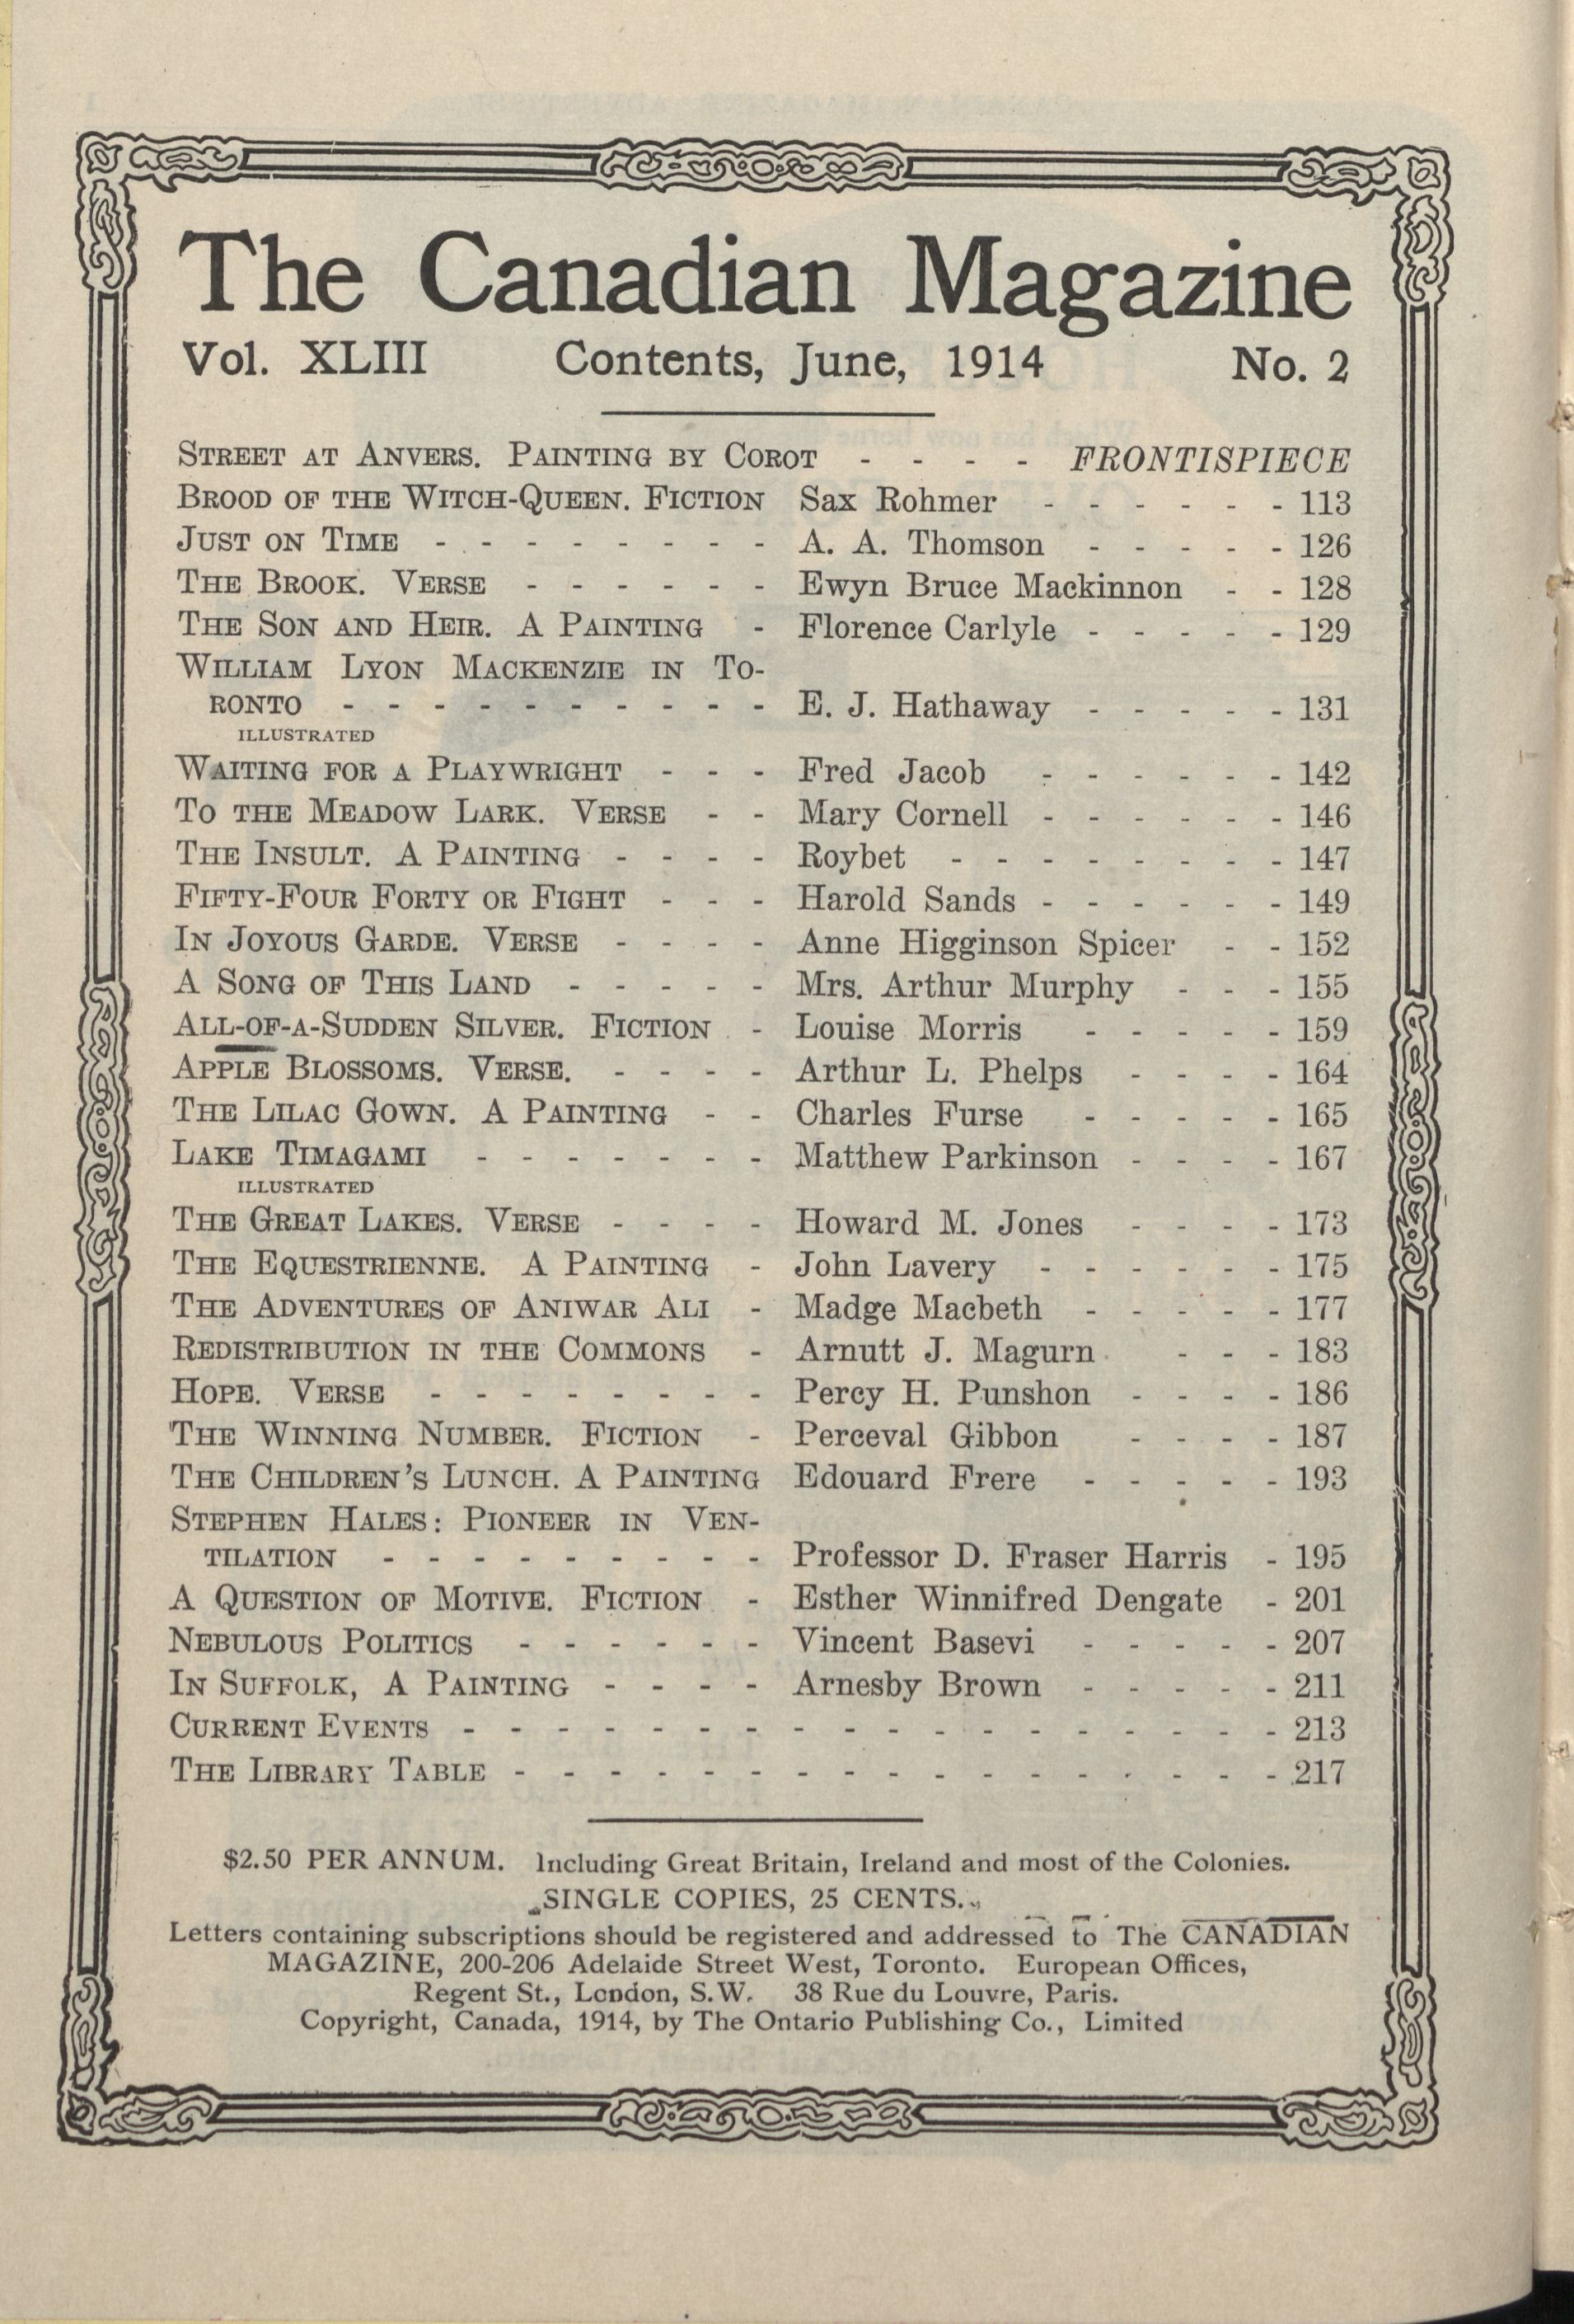 The Canadian Magazine
Vol. XLIII Contents, June, 1914 No. 2
STREET AT ANVERS. PAINTING BY COROT - - - - FRONTISPIECE
BROOD OF THE WITCH-QUEEN. FICTION Sax Rohmer - - - - - - 113
JUST ON TIME - - - - - - - - A. A. Thomson - - - - - 126
THE BROOK. VERSE - - - - - - Ewyn Bruce Mackinnon - - 128
THE SON AND HEIR. A PAINTING - Florence Carlyle - - - - - 129
WILLIAM LYON MACKENZIE IN TO-
RONTO - - - - - - - - - - E. J. Hathaway - - - - - 131
ILLUSTRATED
WAITING FOR A PLAYWRIGHT - - - Fred Jacob - - - - - - 142
TO THE MEADOW LARK. VERSE - - Mary Cornell - - - - - - 146
THE INSULT. A PAINTING - - - - Roybet - - - - - - - - 147
FIFTY-FOUR FORTY OR FIGHT - - - Harold Sands - - - - - - 149
IN JOYOUS GARDE. VERSE - - - - Anne Higginson Spicer - - 152
A SONG OF THIS LAND - - - - - Mrs. Arthur Murphy - - - 155
ALL-OF-A-SUDDEN SILVER. FICTION - Louise Morris - - - - - 159
APPLE BLOSSOMS. VERSE. - - - - Arthur L. Phelps - - - - 164
THE LILAC GOWN. A PAINTING - - Charles Furse - - - - - 165
LAKE TIMAGAMI - - - - - - - Matthew Parkinson - - - - 167
ILLUSTRATED
THE GREAT LAKES. VERSE - - - - Howard M. Jones - - - - 173
THE EQUESTRIENNE. A PAINTING - John Lavery - - - - - - 175
THE ADVENTURES OF ANIWAR ALI - Madge Macbeth - - - - - 177
REDISTRIBUTION IN THE COMMONS - Arnutt J. Magurn - - - 183
HOPE. VERSE - - - - - - - - Percy H. Punshon - - - - 186
THE WINNING NUMBER. FICTION - Perceval Gibbon - - - - 187
THE CHILDREN'S LUNCH. A PAINTING Edouard Frere - - - - - 193
STEPHEN HALES: PIONEER IN VEN-
TILATION - - - - - - - - - Professor D. Fraser Harris - 195
A QUESTION OF MOTIVE. FICTION - Esther Winnifred Dengate - 201
NEBULOUS POLITICS - - - - - - Vincent Basevi - - - - - 207
IN SUFFOLK, A PAINTING - - - - Arnesby Brown - - - - - 211
CURRENT EVENTS - - - - - - - - - - - - - - - - - - 213
THE LIBRARY TABLE - - - - - - - - - - - - - - - - - 217
$2.50 PER ANNUM. Including Great Britain, Ireland and most of the Colonies.
SINGLE COPIES, 25 CENTS.
Letters containing subscriptions should be registered and addressed to The CANADIAN
MAGAZINE, 200-206 Adelaide Street West, Toronto. European Offices,
Regent St., London, S.W. 38 Rue du Louvre, Paris.
Copyright, Canada, 1914, by The Ontario Publishing Co., Limited